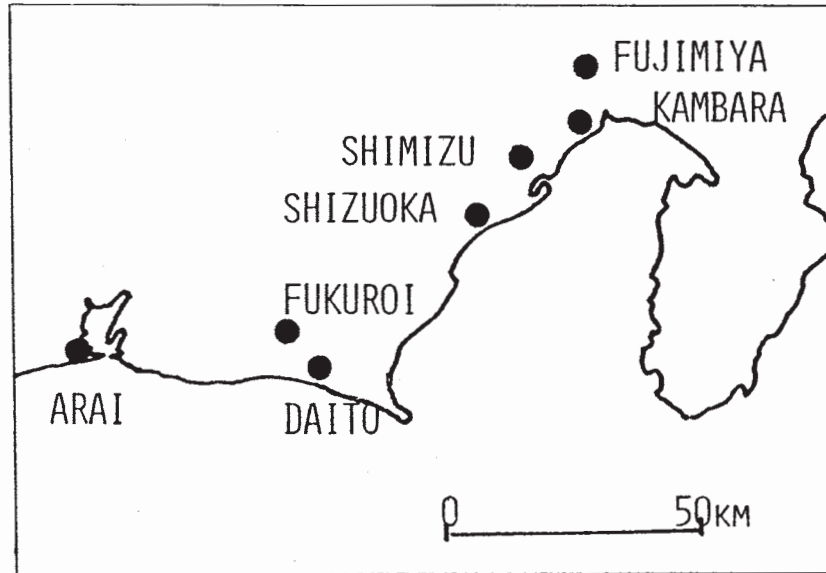 FUJIMIYA
KAMBARA
SHIMIZU
SHIZUOKA
FUKUROI
ARAI
DAITO
0 50KM